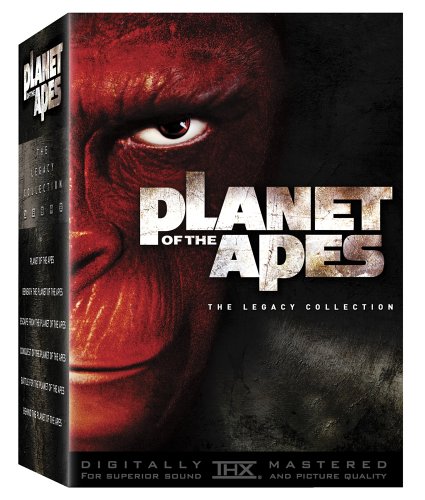 PLANET
OF THE
APES
THE
LEGACY
COLLECTION
PLANET OF THE APES
BENEATH THE PLANET OF THE APES
ESCAPE FROM THE PLANET OF THE APES
CONQUEST OF THE PLANET OF THE APES
BATTLE FOR THE PLANET OF THE APES
BEHIND THE PLANET OF THE APES
PLANET
OF THE
APES
THE LEGACY COLLECTION
DIGITALLY THX MASTERED
FOR SUPERIOR SOUND AND PICTURE QUALITY